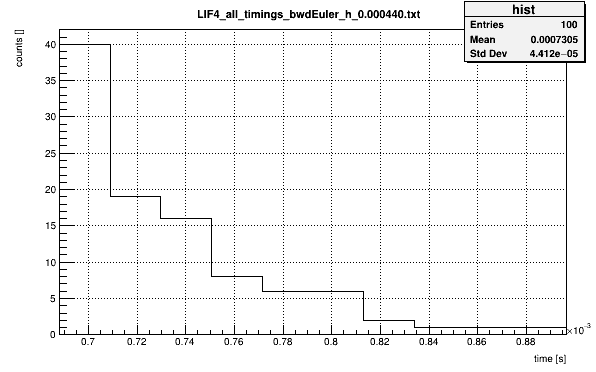 LIF4_all_timings_bwdEuler_h_0.000440.txt
hist
Entries 100
Mean 0.0007305
Std Dev 4.412e−05
counts []
40
35
30
25
20
15
10
5
0
0.7 0.72 0.74 0.76 0.78 0.8 0.82 0.84 0.86 0.88
×10⁻³
time [s]